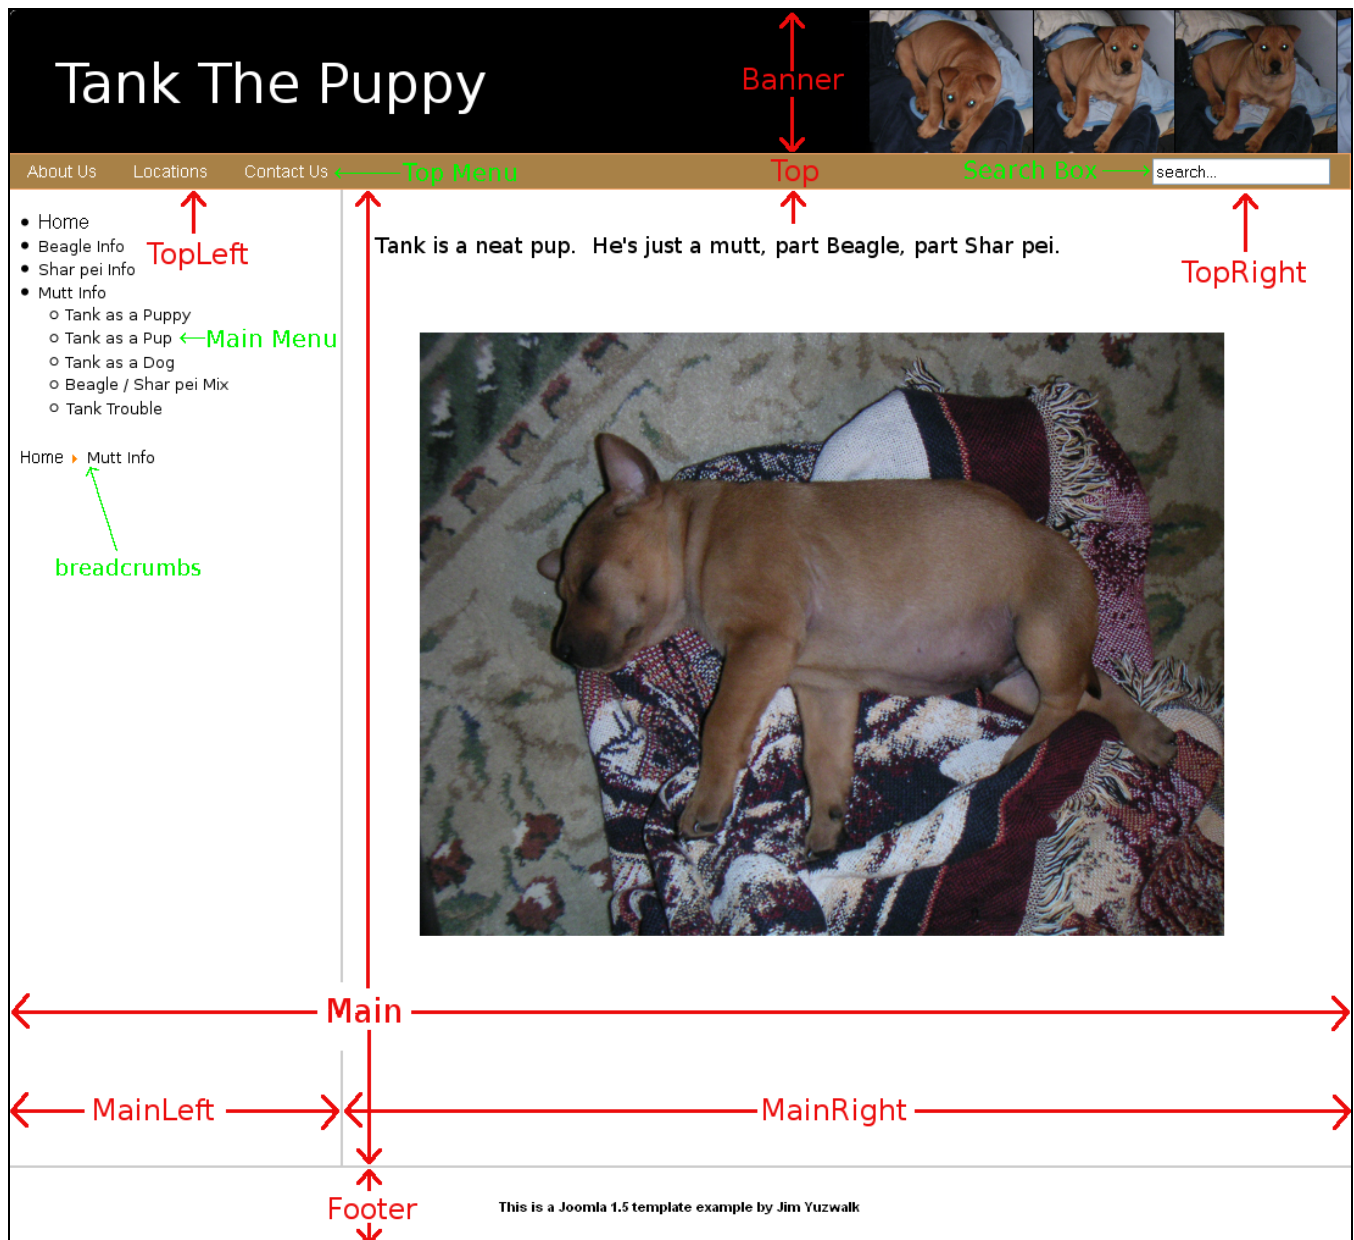 Tank The Puppy
Banner
About Us Locations Contact Us Top Menu Top Search Box search...
Home
Beagle Info
TopLeft
Shar pei Info
Mutt Info
Tank as a Puppy
Tank as a Pup Main Menu
Tank as a Dog
Beagle / Shar pei Mix
Tank Trouble
Home Mutt Info
breadcrumbs
Tank is a neat pup. He's just a mutt, part Beagle, part Shar pei.
TopRight
Main
MainLeft MainRight
Footer This is a Joomla 1.5 template example by Jim Yuzwalk